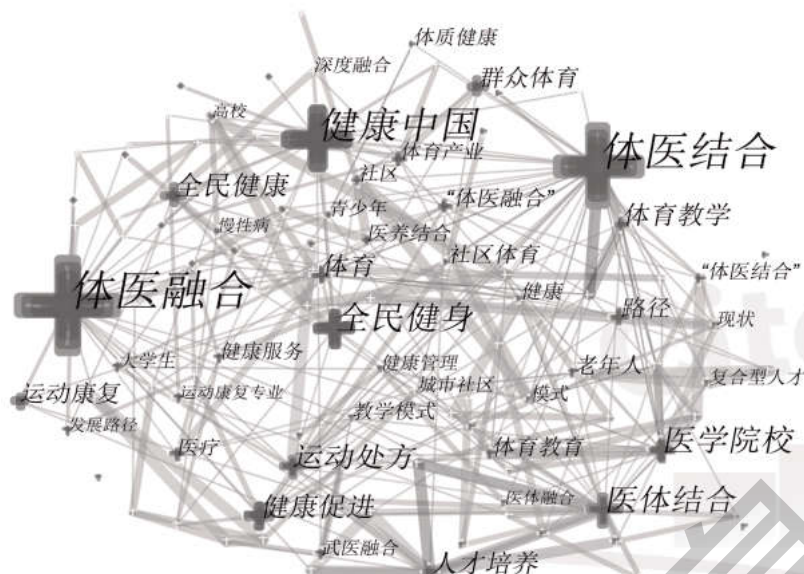 体质健康
深度融合
群众体育
高校
健康中国
体医结合
体育产业
社区
全民健康
“体医融合”
青少年
体育教学
慢性病
医养结合
社区体育
体育
“体医结合”
体医融合
健康
全民健身
路径
现状
健康服务
大学生
健康管理
老年人
城市社区
复合型人才
运动康复
运动康复专业
模式
发展路径
教学模式
医疗
体育教育
医学院校
运动处方
医体融合
医体结合
健康促进
武医融合
人才培养